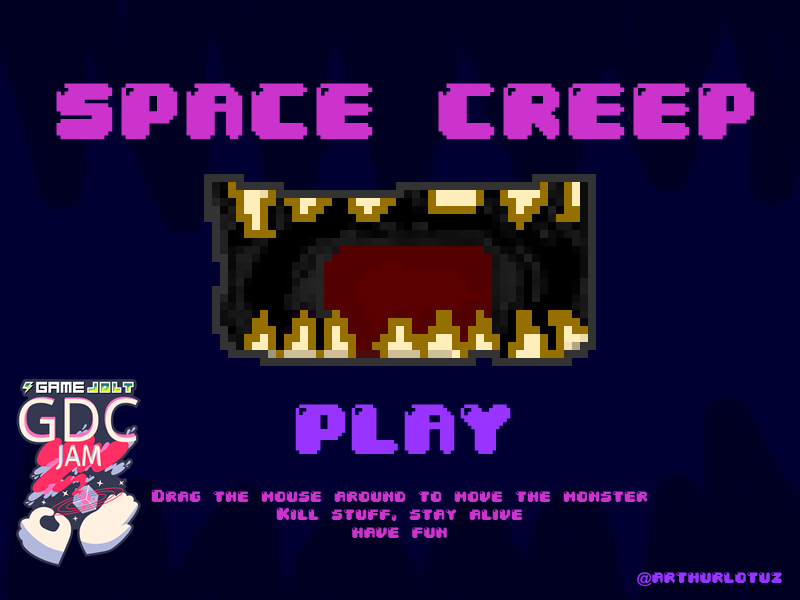 SPACE CREEP
GAME JOLT
GDC
JAM
PLAY
DRAG THE MOUSE AROUND TO MOVE THE MONSTER
KILL STUFF, STAY ALIVE
HAVE FUN
@ARTHURLOTUZ